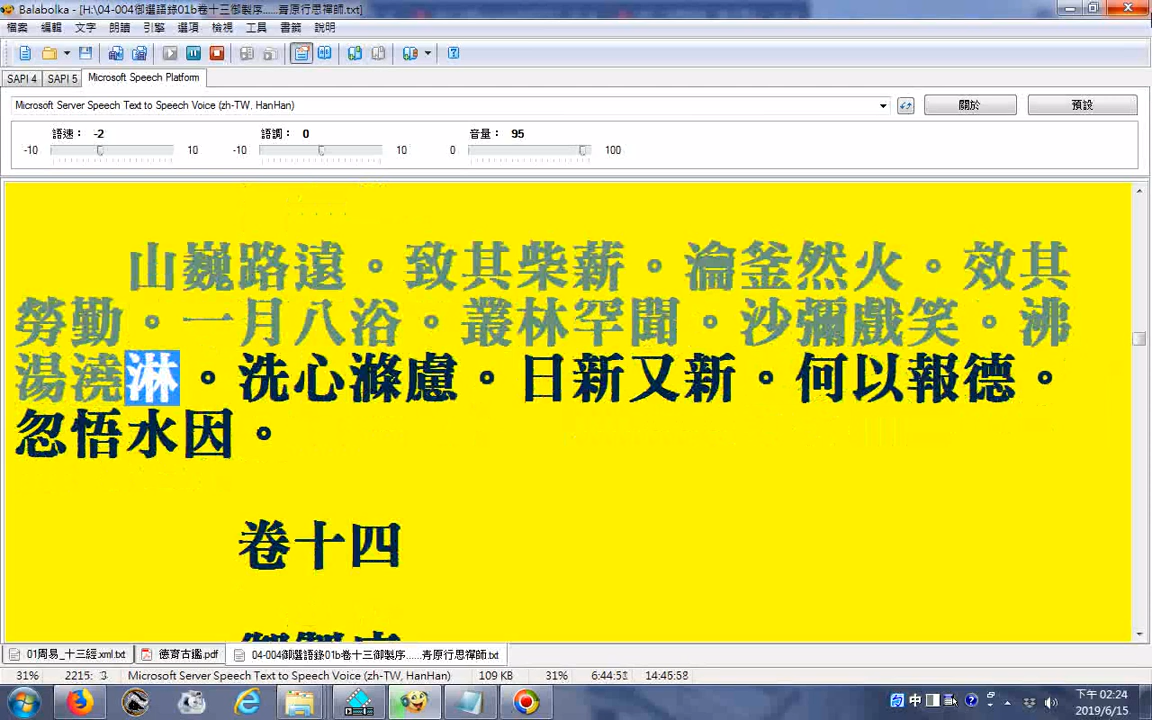 Balabolka - [H:\04-004御選語錄01b卷十三御製序......靑原行思禪師.txt]
檔案 編輯 文字 朗讀 引擎 選項 檢視 工具 書籤 說明
SAPI 4 SAPI 5 Microsoft Speech Platform
Microsoft Server Speech Text to Speech Voice (zh-TW, HanHan) 關於 預設
語速： -2 語調： 0 音量： 95
-10 10 -10 10 0 100
山巍路遠。致其柴薪。瀹釜然火。效其
勞勤。一月八浴。叢林罕聞。沙彌戲笑。沸
湯澆淋。洗心滌慮。日新又新。何以報德。
忽悟水因。
卷十四
01周易_十三經.xml.txt 德育古鑑.pdf 04-004御選語錄01b卷十三御製序......靑原行思禪師.txt
31% 2215: Microsoft Server Speech Text to Speech Voice (zh-TW, HanHan) 109 KB 31% 6:44:51 14:45:58
中 下午 02:24
2019/6/15